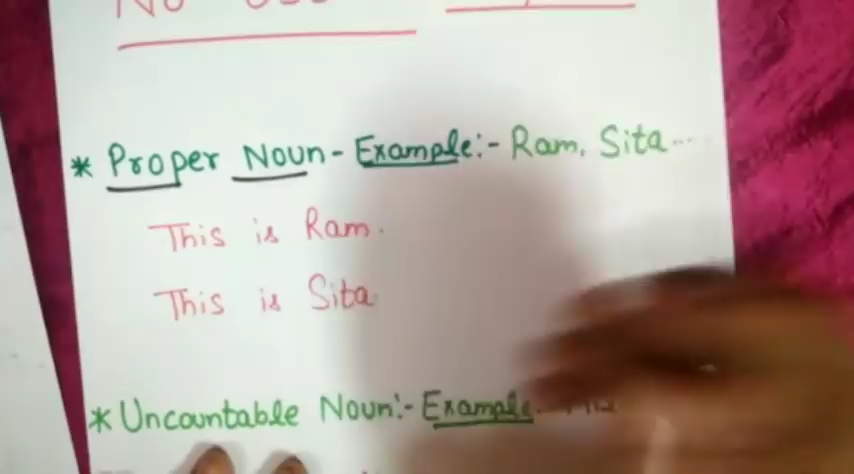 * Proper Noun - Example:- Ram, Sita...
This is Ram.
This is Sita
* Uncountable Noun:- Example